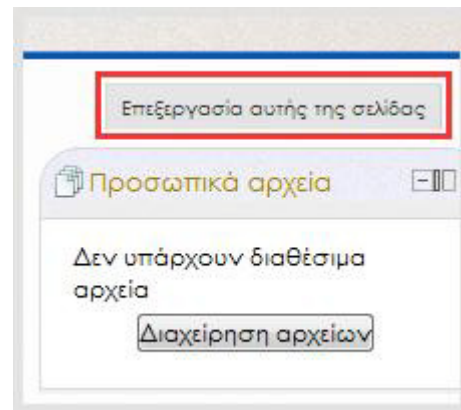 Επεξεργασία αυτής της σελίδας
Προσωπικά αρχεία
Δεν υπάρχουν διαθέσιμα
αρχεία
Διαχείρηση αρχείων